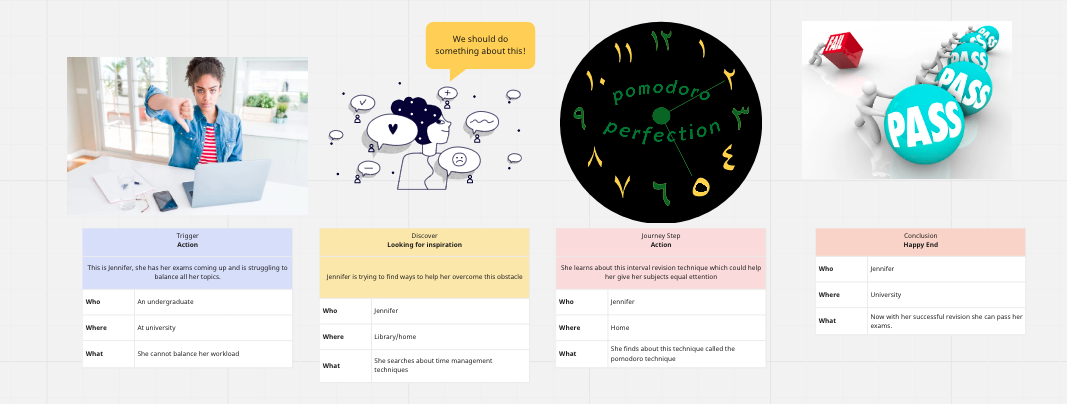 We should do
something about this!
١٢
١
٢
٣
٤
٥
٦
٧
٨
٩
١٠
١١
pomodoro
perfection
FAIL
PASS
PASS
PASS
PASS
Trigger
Action
This is Jennifer, she has her exams coming up and is struggling to
balance all her topics.
Who An undergraduate
Where At university
What She cannot balance her workload
Discover
Looking for inspiration
Jennifer is trying to find ways to help her overcome this obstacle
Who Jennifer
Where Library/home
What She searches about time management
techniques
Journey Step
Action
She learns about this interval revision technique which could help
her give her subjects equal ettention
Who Jennifer
Where Home
What She finds about this technique called the
pomodoro technique
Conclusion
Happy End
Who Jennifer
Where University
What Now with her successful revision she can pass her
exams.